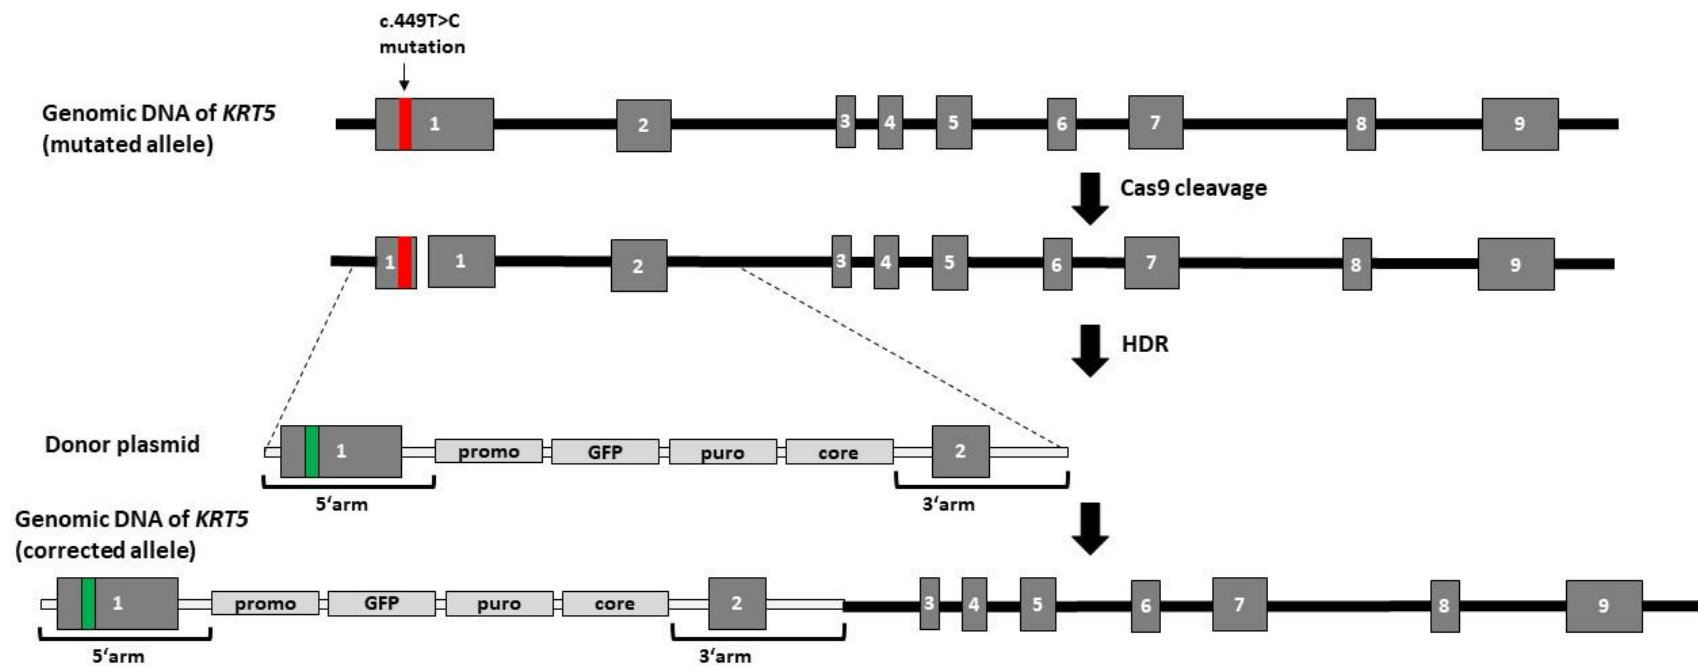 c.449T>C
mutation
Genomic DNA of KRT5
(mutated allele)
1 2 3 4 5 6 7 8 9
Cas9 cleavage
1 1 2 3 4 5 6 7 8 9
HDR
Donor plasmid
1 promo GFP puro core 2
5‘arm 3‘arm
Genomic DNA of KRT5
(corrected allele)
1 promo GFP puro core 2 3 4 5 6 7 8 9
5‘arm 3‘arm